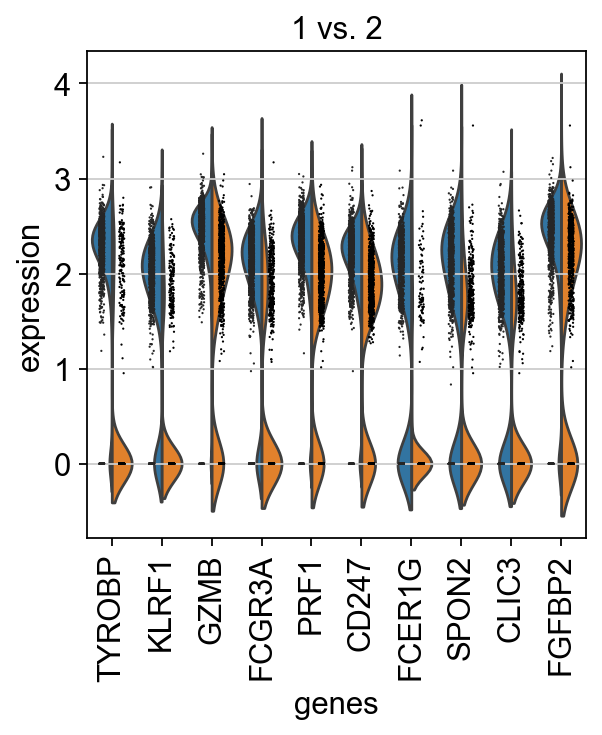 1 vs. 2
expression
4
3
2
1
0
TYROBP
KLRF1
GZMB
FCGR3A
PRF1
CD247
FCER1G
SPON2
CLIC3
FGFBP2
genes